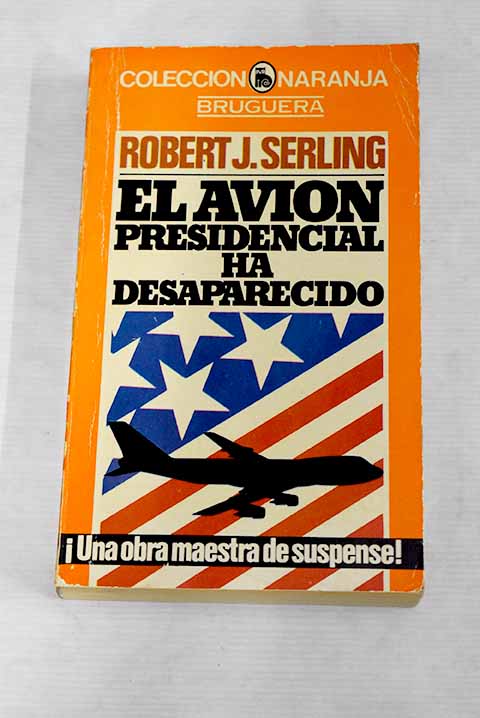 COLECCION NARANJA
BRUGUERA
ROBERT J. SERLING
EL AVION
PRESIDENCIAL
HA
DESAPARECIDO
¡Una obra maestra de suspense!